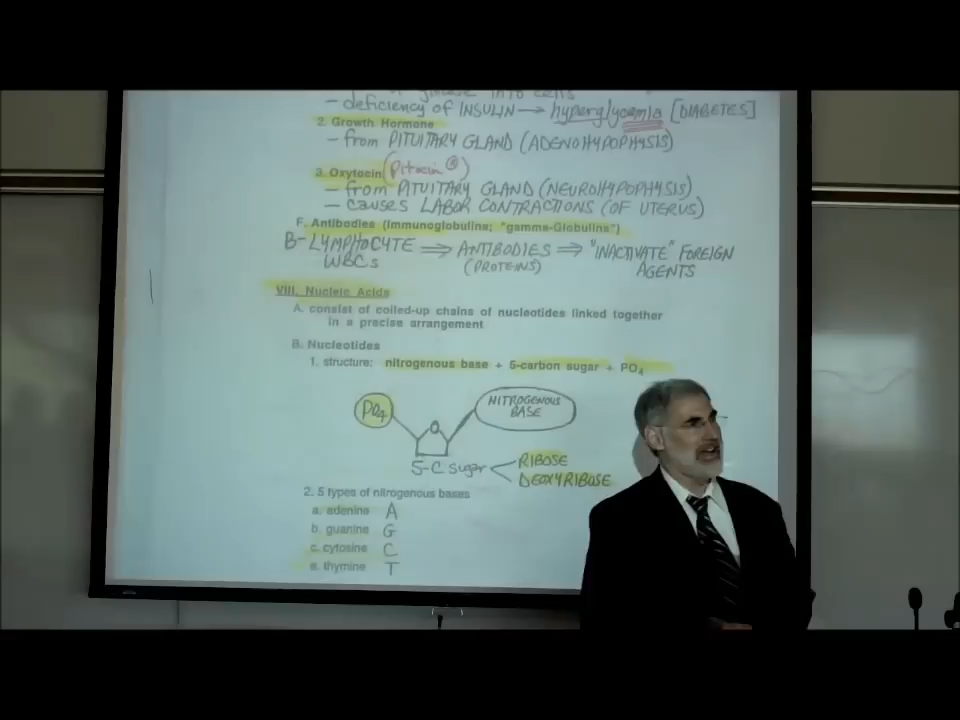 glucose into cells
– deficiency of INSULIN → hyperglycemia [DIABETES]
2. Growth Hormone
– from PITUITARY GLAND (ADENOHYPOPHYSIS)
3. Oxytocin (Pitocin ®)
– from PITUITARY GLAND (NEUROHYPOPHYSIS)
– CAUSES LABOR CONTRACTIONS (OF UTERUS)
F. Antibodies (Immunoglobulins; "gamma-Globulins")
B-LYMPHOCYTE ⇒ ANTIBODIES ⇒ "INACTIVATE" FOREIGN
WBCs (PROTEINS) AGENTS
VIII. Nucleic Acids
A. consist of coiled-up chains of nucleotides linked together
in a precise arrangement
B. Nucleotides
1. structure: nitrogenous base + 5-carbon sugar + PO4
PO4
NITROGENOUS
BASE
O
5-C sugar
RIBOSE
DEOXYRIBOSE
2. 5 types of nitrogenous bases
a. adenine A
b. guanine G
c. cytosine C
e. thymine T